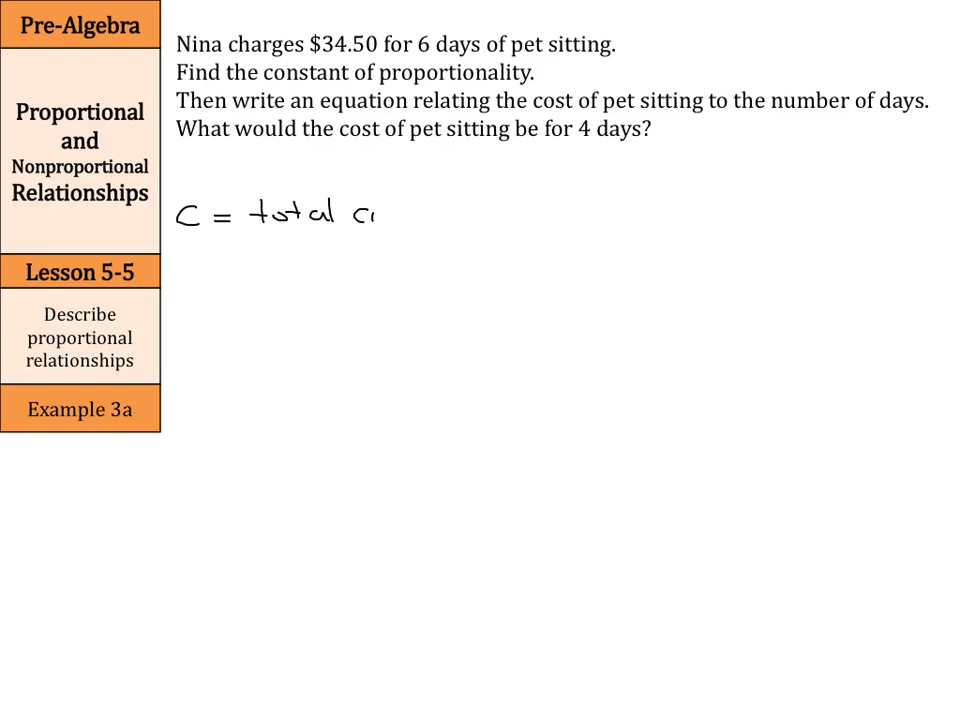 Pre-Algebra
Proportional
and
Nonproportional
Relationships
Lesson 5-5
Describe
proportional
relationships
Example 3a
Nina charges $34.50 for 6 days of pet sitting.
Find the constant of proportionality.
Then write an equation relating the cost of pet sitting to the number of days.
What would the cost of pet sitting be for 4 days?
C = total